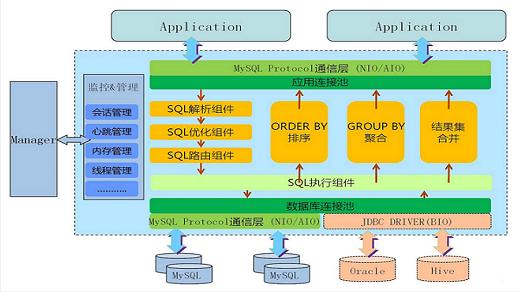 Application
Application
MySQL Protocol通信层 (NIO/AIO)
应用连接池
监控&管理
会话管理
心跳管理
内存管理
线程管理
...........
Manager
SQL解析组件
SQL优化组件
SQL路由组件
ORDER BY
排序
GROUP BY
聚合
结果集
合并
SQL执行组件
数据库连接池
MySQL Protocol通信层(NIO/AIO)
JDBC DRIVER(BIO)
MySQL
MySQL
Oracle
Hive